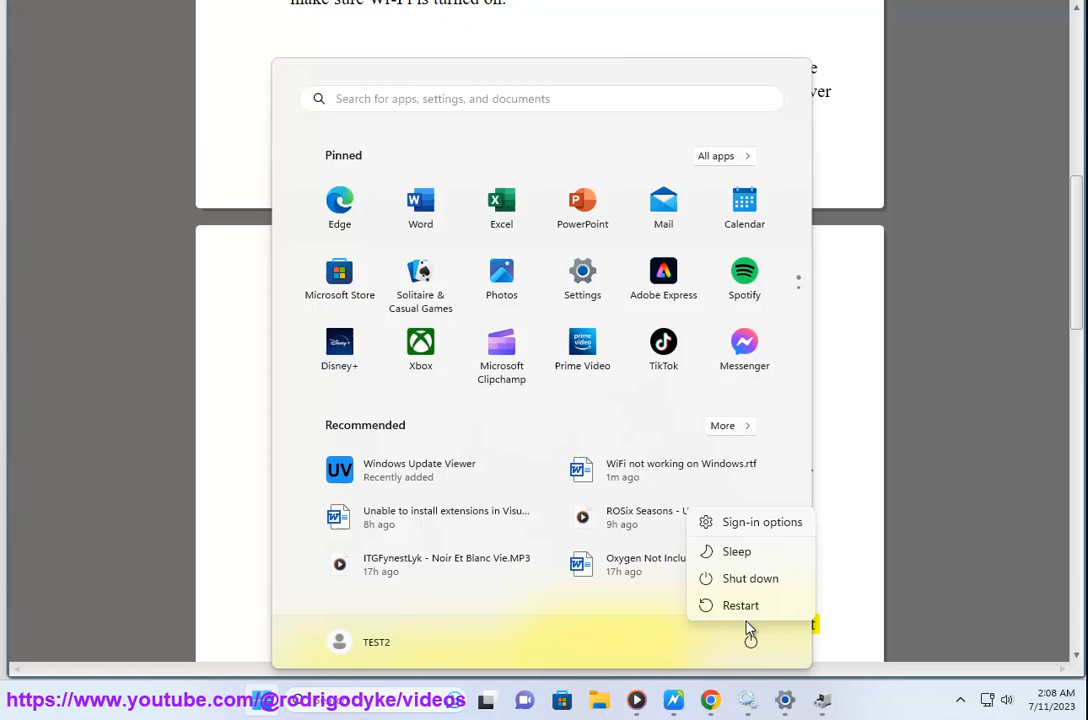 make sure Wi-Fi is turned on.
Search for apps, settings, and documents
Pinned
All apps
Edge
Word
Excel
PowerPoint
Mail
Calendar
Microsoft Store
Solitaire &
Casual Games
Photos
Settings
Adobe Express
Spotify
Disney+
Xbox
Microsoft
Clipchamp
Prime Video
TikTok
Messenger
Recommended
More
UV
Windows Update Viewer
Recently added
WiFi not working on Windows.rtf
1m ago
Unable to install extensions in Visu...
8h ago
ROSix Seasons - U
9h ago
ITGFynestLyk - Noir Et Blanc Vie.MP3
17h ago
Oxygen Not Inclu
17h ago
Sign-in options
Sleep
Shut down
Restart
TEST2
https://www.youtube.com/@rodrigodyke/videos
2:08 AM
7/11/2023